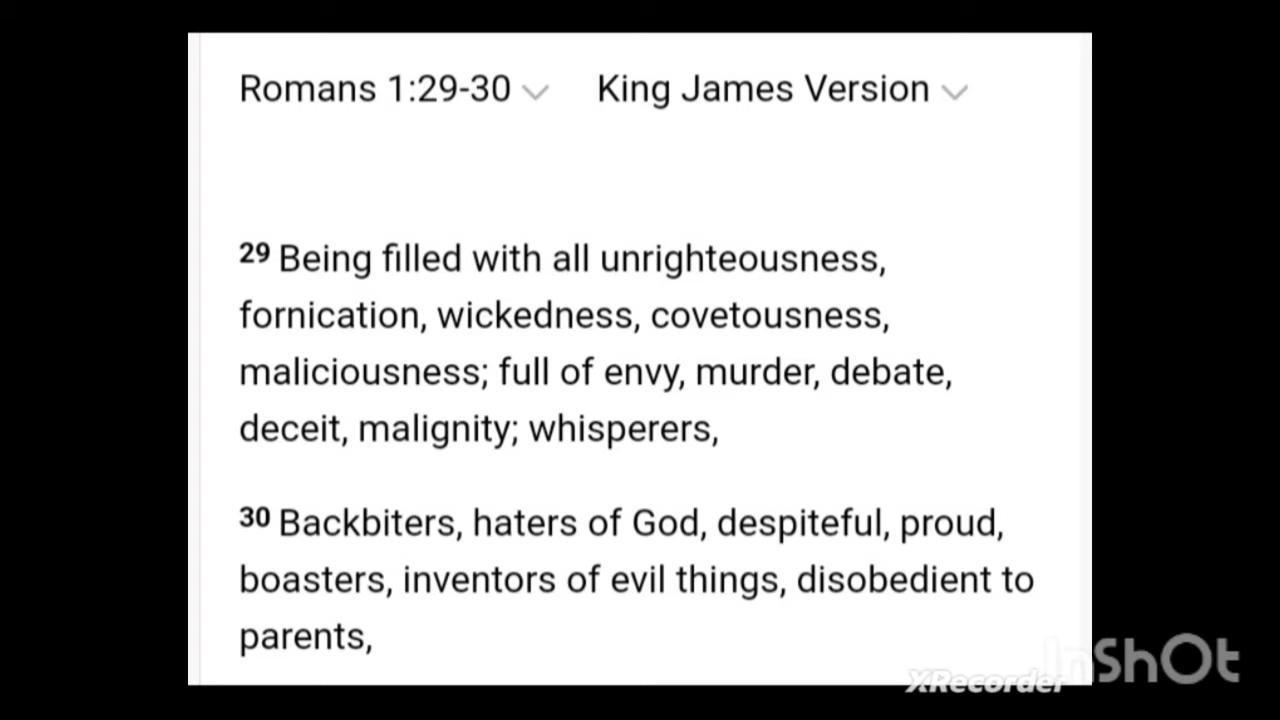 Romans 1:29-30 King James Version
29 Being filled with all unrighteousness,
fornication, wickedness, covetousness,
maliciousness; full of envy, murder, debate,
deceit, malignity; whisperers,
30 Backbiters, haters of God, despiteful, proud,
boasters, inventors of evil things, disobedient to
parents,
InShOt
XRecorder